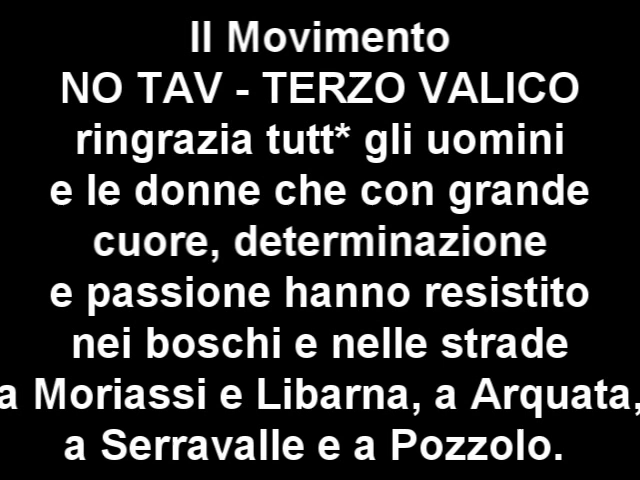 Il Movimento
NO TAV - TERZO VALICO
ringrazia tutt* gli uomini
e le donne che con grande
cuore, determinazione
e passione hanno resistito
nei boschi e nelle strade
a Moriassi e Libarna, a Arquata,
a Serravalle e a Pozzolo.